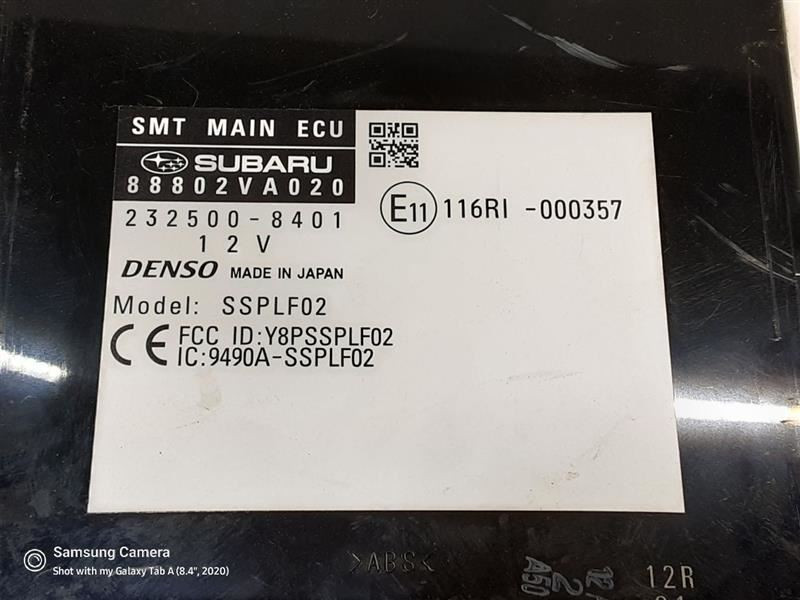 SMT MAIN ECU
SUBARU
88802VA020
232500-8401
12V
DENSO MADE IN JAPAN
Model: SSPLF02
CE FCC ID:Y8PSSPLF02
IC:9490A-SSPLF02
E11 116RI -000357
>ABS<
12R
A50
Samsung Camera
Shot with my Galaxy Tab A (8.4", 2020)